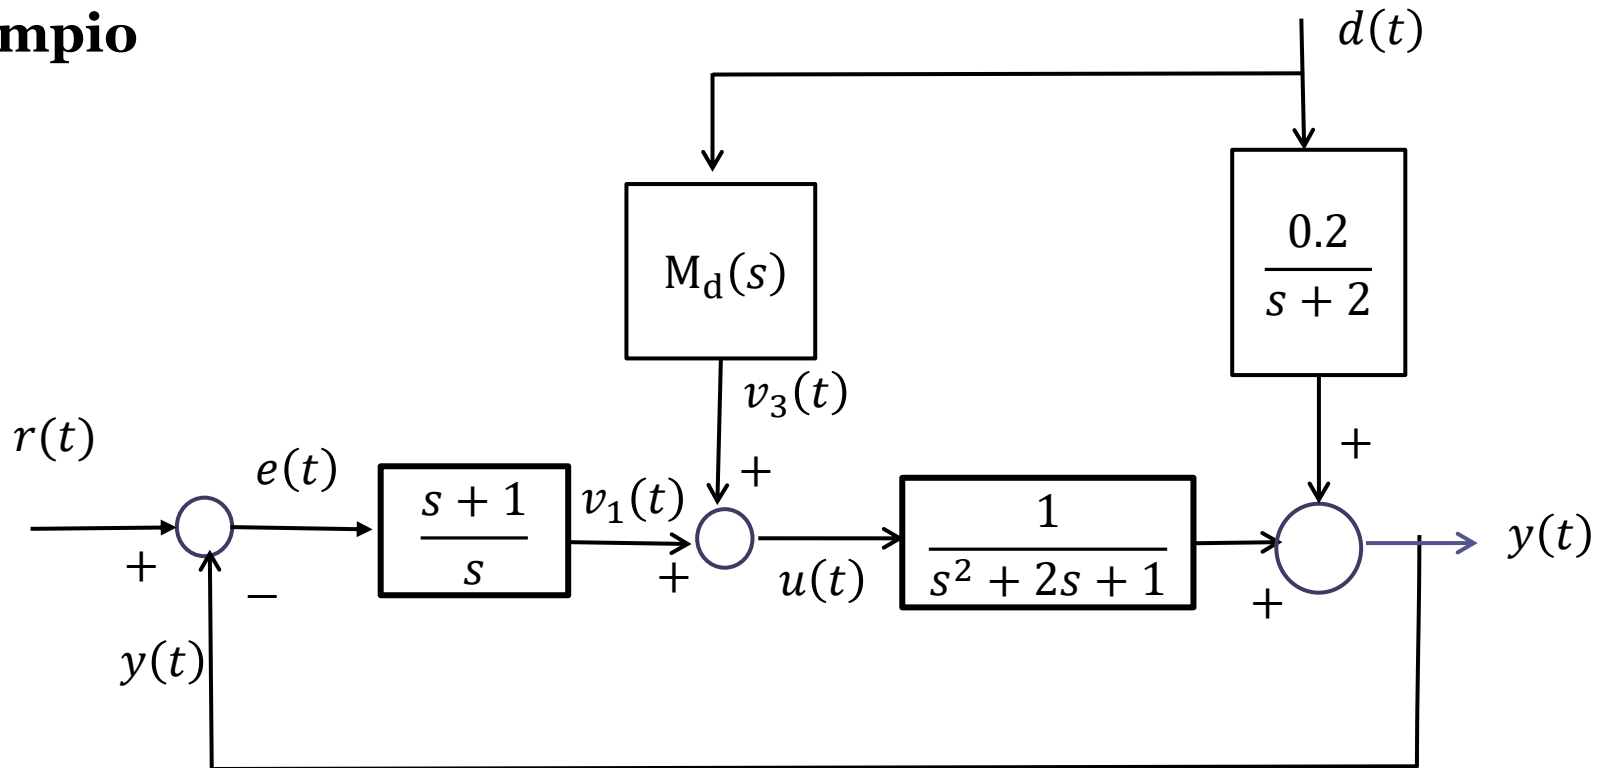 mpio
d(t)
0.2
s + 2
M_d(s)
v_3(t)
+
r(t)
e(t)
s + 1
s
v_1(t)
+
1
s^2 + 2s + 1
y(t)
+
−
+
u(t)
+
y(t)